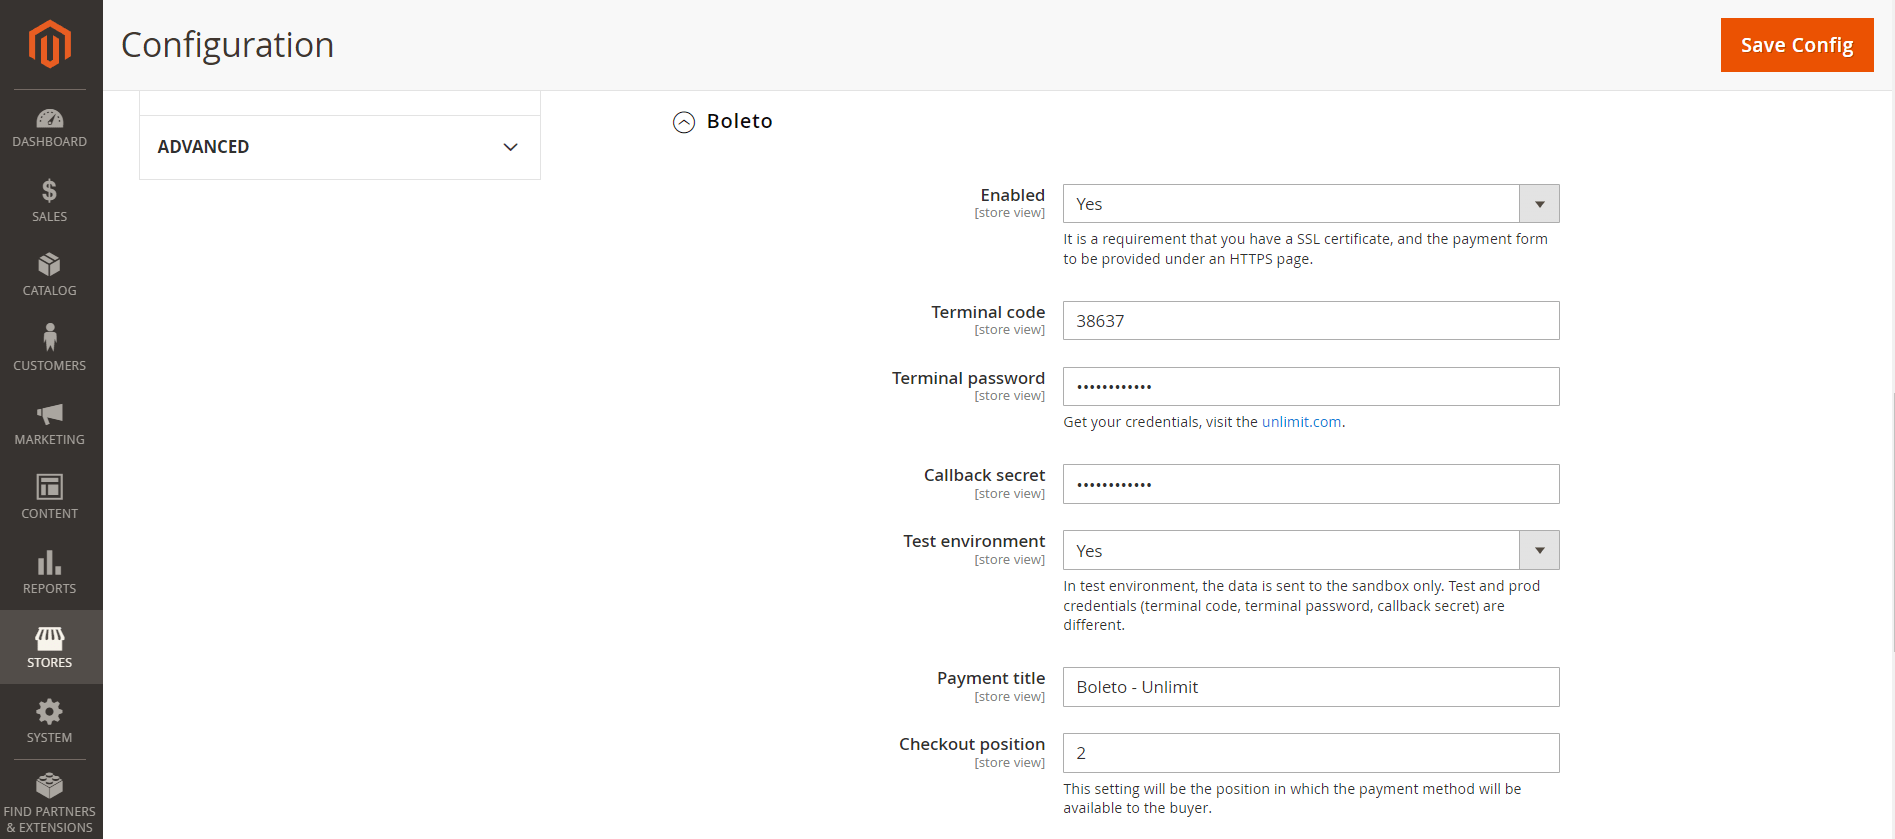 Configuration
Save Config
DASHBOARD
SALES
CATALOG
CUSTOMERS
MARKETING
CONTENT
REPORTS
STORES
SYSTEM
FIND PARTNERS
& EXTENSIONS
ADVANCED
Boleto
Enabled
[store view]
Yes
It is a requirement that you have a SSL certificate, and the payment form
to be provided under an HTTPS page.
Terminal code
[store view]
38637
Terminal password
[store view]
••••••••••••
Get your credentials, visit the unlimit.com.
Callback secret
[store view]
••••••••••••
Test environment
[store view]
Yes
In test environment, the data is sent to the sandbox only. Test and prod
credentials (terminal code, terminal password, callback secret) are
different.
Payment title
[store view]
Boleto - Unlimit
Checkout position
[store view]
2
This setting will be the position in which the payment method will be
available to the buyer.